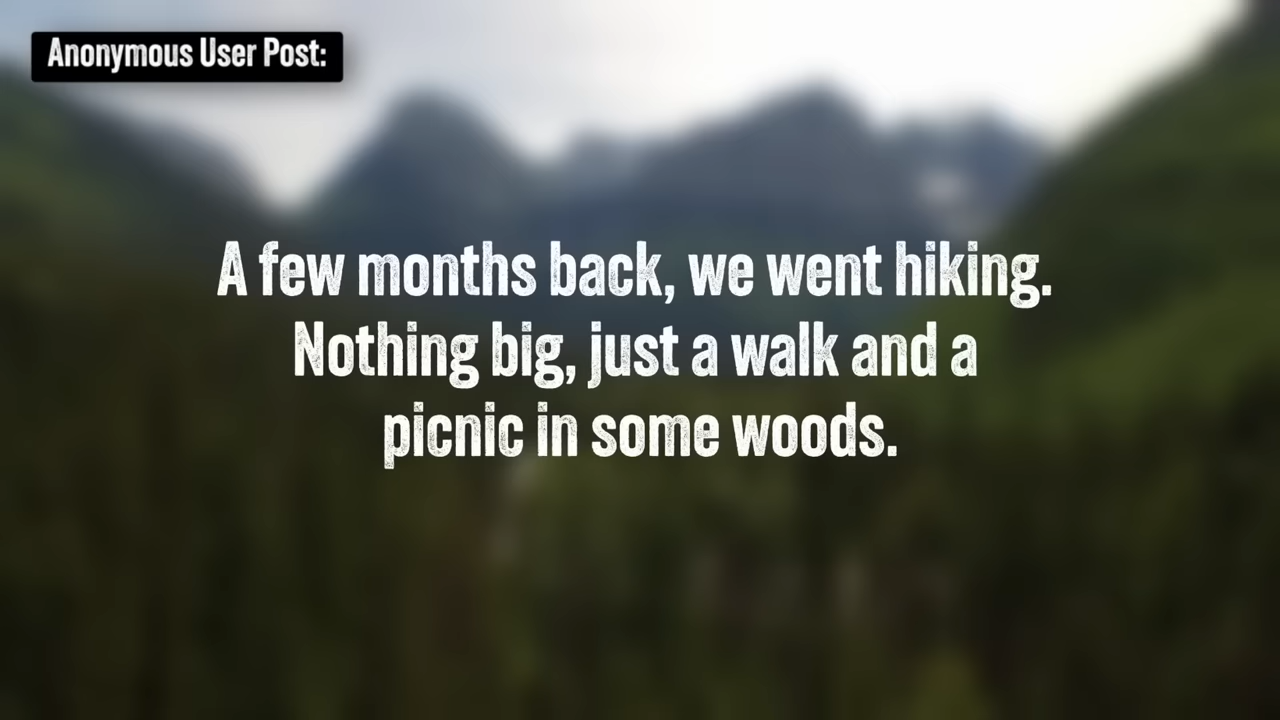 Anonymous User Post:
A few months back, we went hiking.
Nothing big, just a walk and a
picnic in some woods.